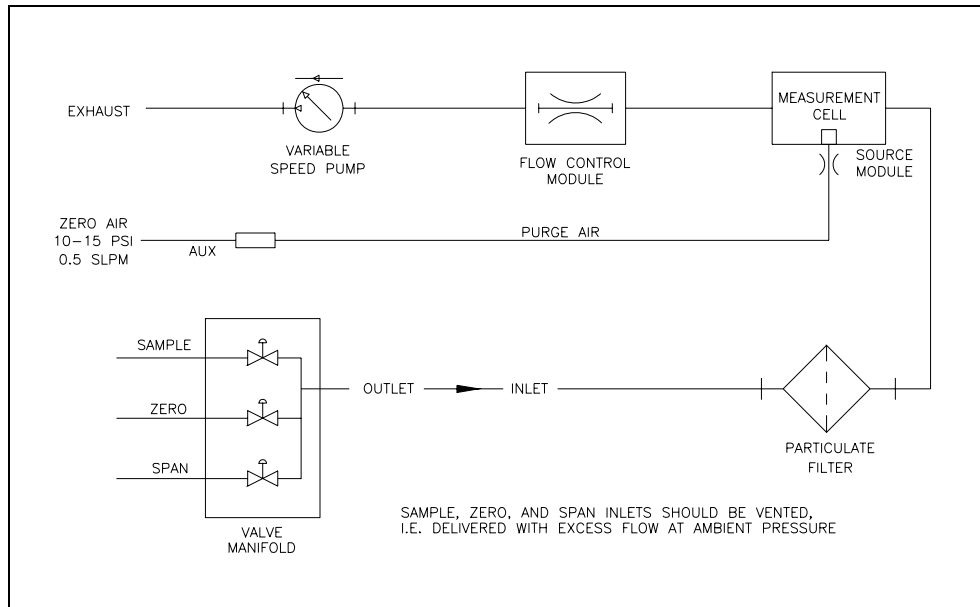 EXHAUST
VARIABLE
SPEED PUMP
FLOW CONTROL
MODULE
MEASUREMENT
CELL
SOURCE
MODULE
ZERO AIR
10-15 PSI
0.5 SLPM
AUX
PURGE AIR
SAMPLE
ZERO
SPAN
OUTLET
INLET
VALVE
MANIFOLD
PARTICULATE
FILTER
SAMPLE, ZERO, AND SPAN INLETS SHOULD BE VENTED,
I.E. DELIVERED WITH EXCESS FLOW AT AMBIENT PRESSURE